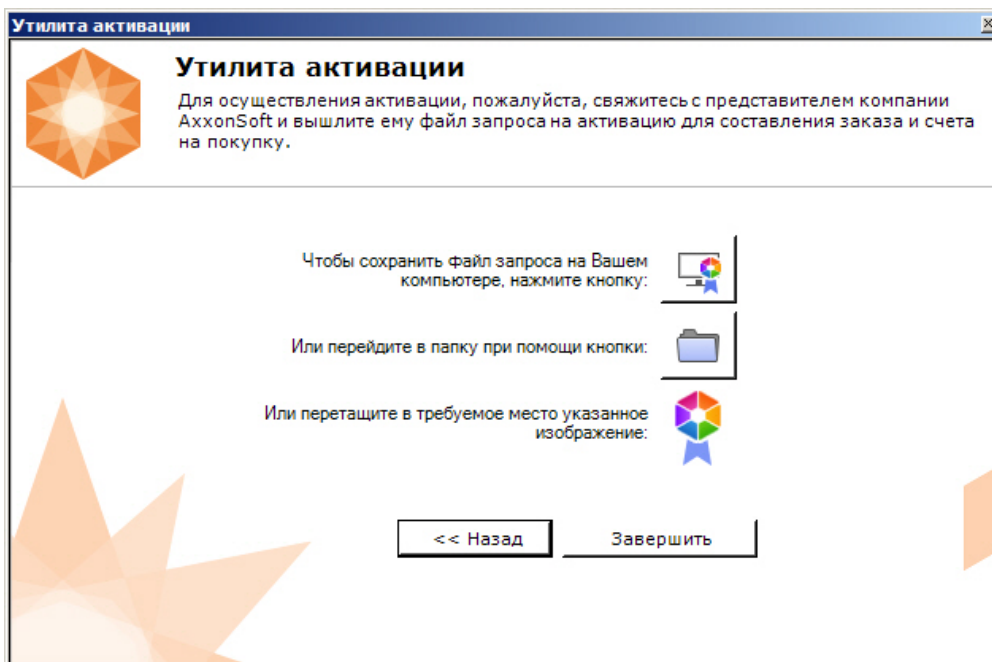 Утилита активации
Утилита активации
Для осуществления активации, пожалуйста, свяжитесь с представителем компании
AxxonSoft и вышлите ему файл запроса на активацию для составления заказа и счета
на покупку.
Чтобы сохранить файл запроса на Вашем
компьютере, нажмите кнопку:
Или перейдите в папку при помощи кнопки:
Или перетащите в требуемое место указанное
изображение:
<< Назад
Завершить